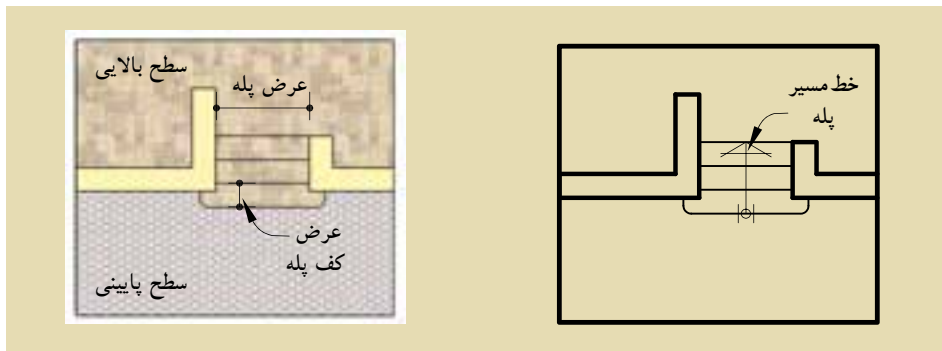 سطح بالایی
عرض پله
عرض
کف پله
سطح پایینی
خط مسیر
پله